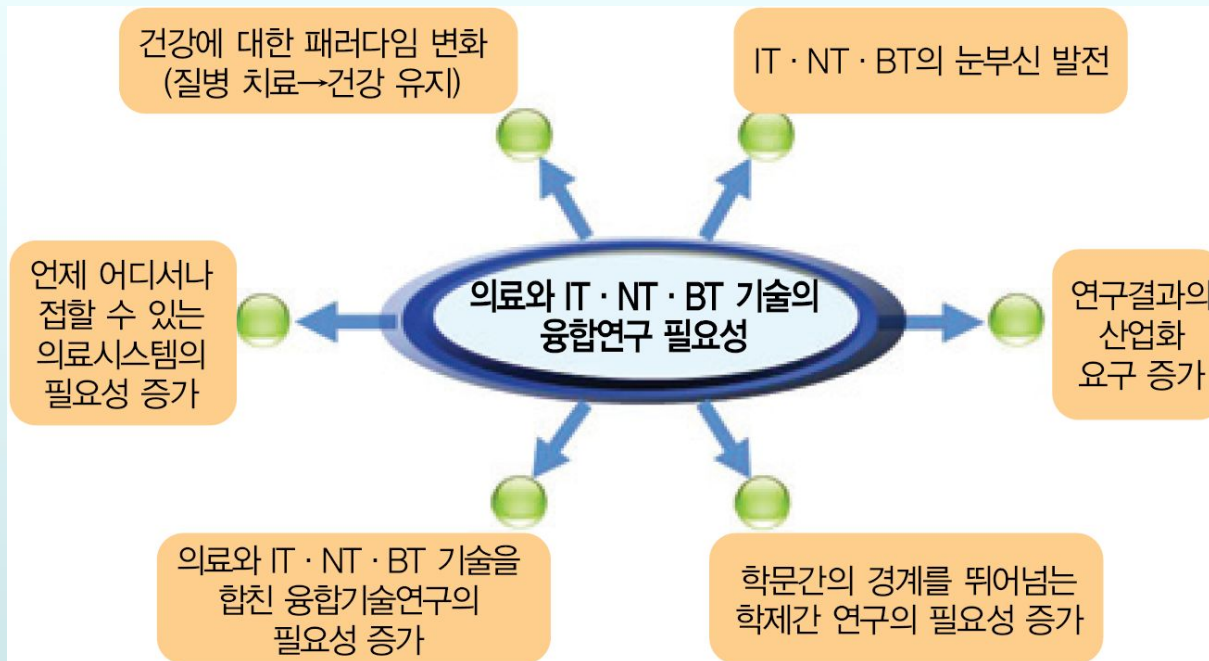 건강에 대한 패러다임 변화
(질병 치료→건강 유지)
IT · NT · BT의 눈부신 발전
언제 어디서나
접할 수 있는
의료시스템의
필요성 증가
의료와 IT · NT · BT 기술의
융합연구 필요성
연구결과의
산업화
요구 증가
의료와 IT · NT · BT 기술을
합친 융합기술연구의
필요성 증가
학문간의 경계를 뛰어넘는
학제간 연구의 필요성 증가